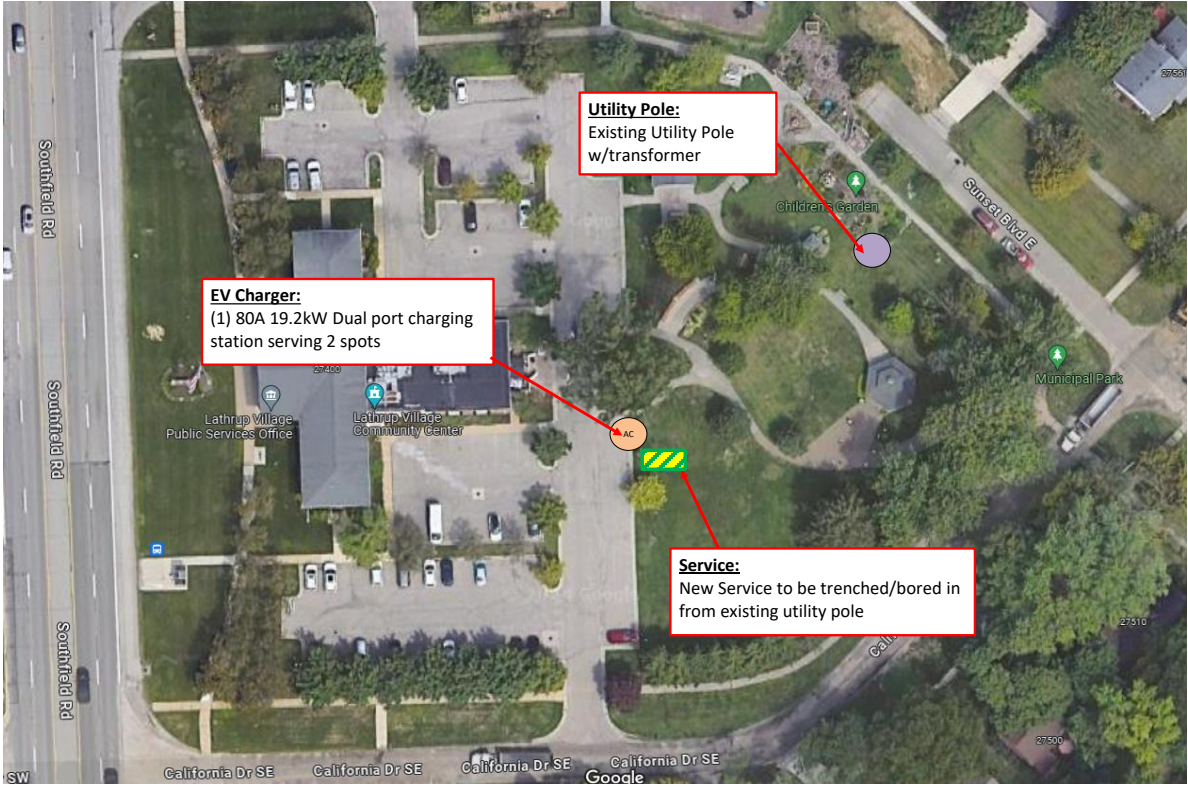 Utility Pole:
Existing Utility Pole
w/transformer
Southfield Rd
27561
Sunset Blvd E
Children's Garden
EV Charger:
(1) 80A 19.2kW Dual port charging
station serving 2 spots
27400
Municipal Park
Lathrup Village
Public Services Office
Lathrup Village
Community Center
AC
Service:
New Service to be trenched/bored in
from existing utility pole
27510
Southfield Rd
27500
SW
California Dr SE
California Dr SE
California Dr SE
California Dr SE
Google